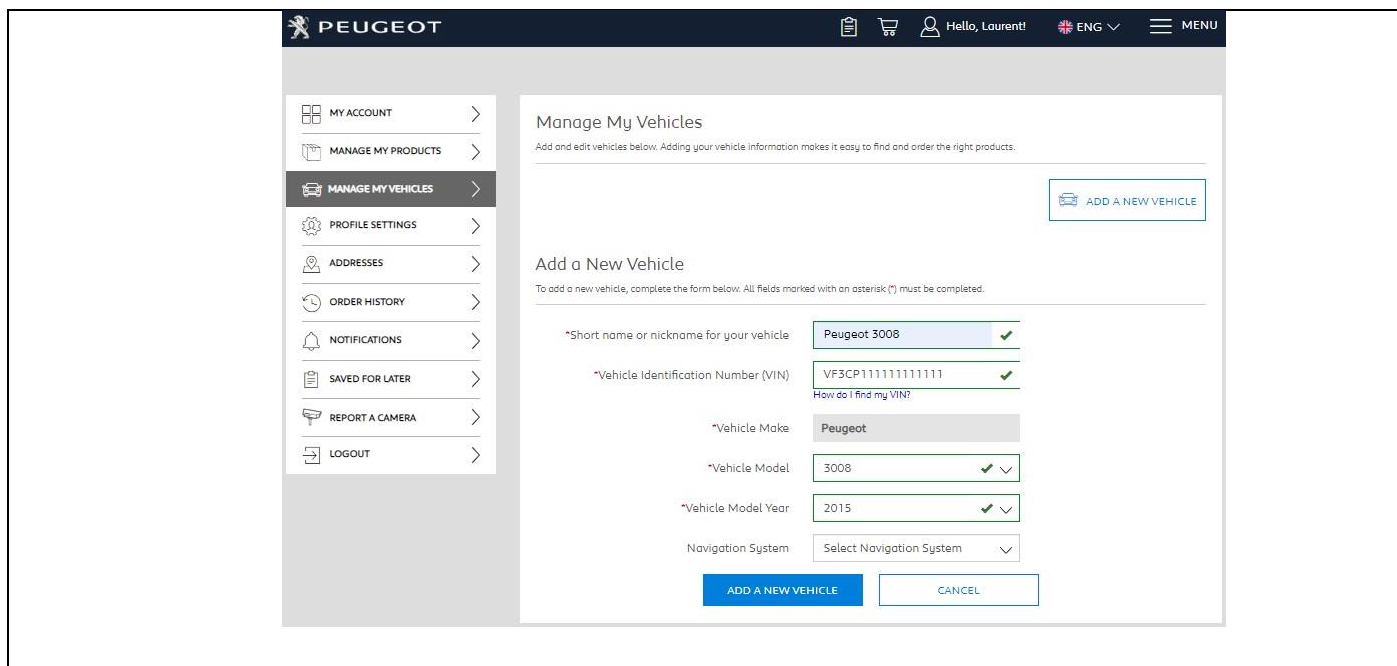 PEUGEOT
Hello, Laurent!
ENG
MENU
MY ACCOUNT
MANAGE MY PRODUCTS
MANAGE MY VEHICLES
PROFILE SETTINGS
ADDRESSES
ORDER HISTORY
NOTIFICATIONS
SAVED FOR LATER
REPORT A CAMERA
LOGOUT
Manage My Vehicles
Add and edit vehicles below. Adding your vehicle information makes it easy to find and order the right products.
ADD A NEW VEHICLE
Add a New Vehicle
To add a new vehicle, complete the form below. All fields marked with an asterisk (*) must be completed.
*Short name or nickname for your vehicle Peugeot 3008
*Vehicle Identification Number (VIN) VF3CP111111111111
How do I find my VIN?
*Vehicle Make Peugeot
*Vehicle Model 3008
*Vehicle Model Year 2015
Navigation System Select Navigation System
ADD A NEW VEHICLE CANCEL